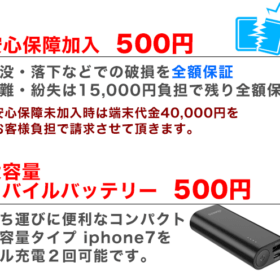 安心保障加入 500円
没・落下などでの破損を全額保証
難・紛失は15,000円負担で残り全額保
安心保障未加入時は端末代金40,000円を
お客様負担で請求させて頂きます。
容量
バイルバッテリー 500円
ち運びに便利なコンパクト
容量タイプ iphone7を
ル充電２回可能です。